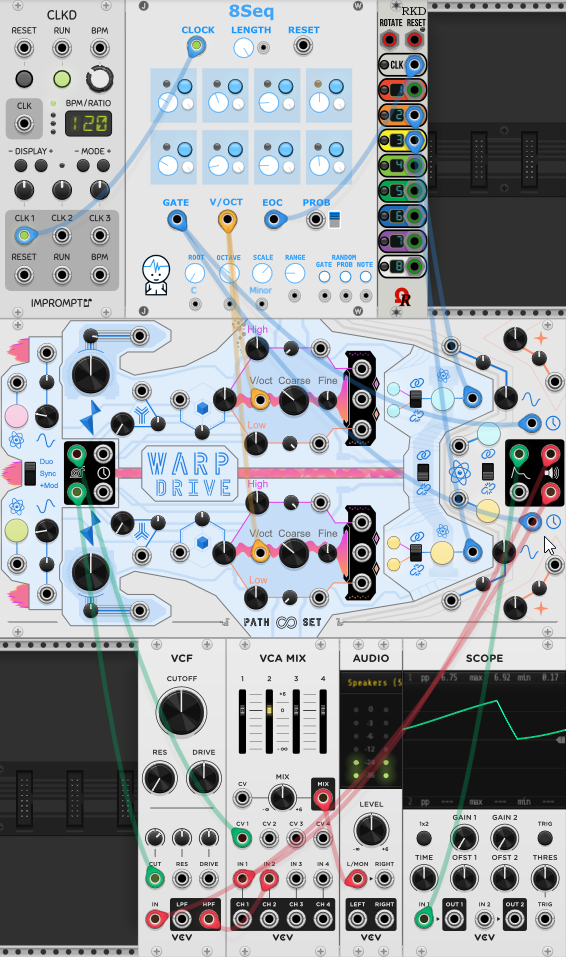 CLKD
RESET RUN BPM
CLK
BPM/RATIO
120
– DISPLAY +
– MODE +
CLK 1 CLK 2 CLK 3
RESET RUN BPM
IMPROMPTU
8Seq
CLOCK LENGTH RESET
GATE V/OCT EOC PROB
ROOT OCTAVE SCALE RANGE
RANDOM
GATE PROB NOTE
C Minor
RKD
ROTATE RESET
CLK
1
2
3
4
5
6
7
8
R
High
V/oct Coarse Fine
Low
Duo
Sync
+Mod
WARP
DRIVE
High
V/oct Coarse Fine
Low
PATH SET
VCF
CUTOFF
RES DRIVE
CUT RES DRIVE
IN LPF HPF
VCV
VCA MIX
1 2 3 4
+6
0
-∞
CV MIX MIX
-∞ +6
CV 1 CV 2 CV 3 CV 4
IN 1 IN 2 IN 3 IN 4
CH 1 CH 2 CH 3 CH 4
VCV
AUDIO
Speakers (S
0
-3
-6
-12
-24
-36
LEVEL
-∞ +6
L/MON RIGHT
LEFT RIGHT
VCV
SCOPE
1 pp 6.75 max 6.92 min 0.17
2 pp --- max --- min ---
1x2 GAIN 1 GAIN 2 TRIG
TIME OFST 1 OFST 2 THRES
IN 1 OUT 1 IN 2 OUT 2 TRIG
VCV